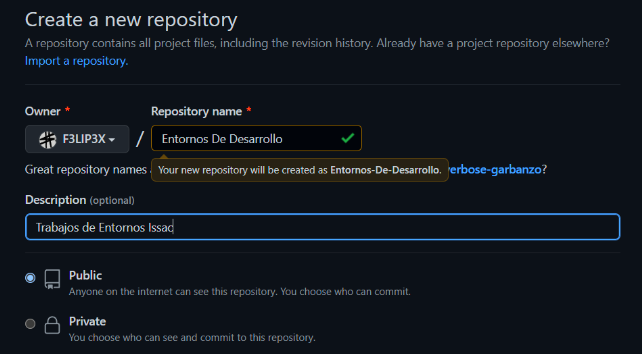 Create a new repository
A repository contains all project files, including the revision history. Already have a project repository elsewhere?
Import a repository.
Owner * Repository name *
F3LIP3X / Entornos De Desarrollo
Great repository names
Your new repository will be created as Entornos-De-Desarrollo.
verbose-garbanzo?
Description (optional)
Trabajos de Entornos Issac
Public
Anyone on the internet can see this repository. You choose who can commit.
Private
You choose who can see and commit to this repository.